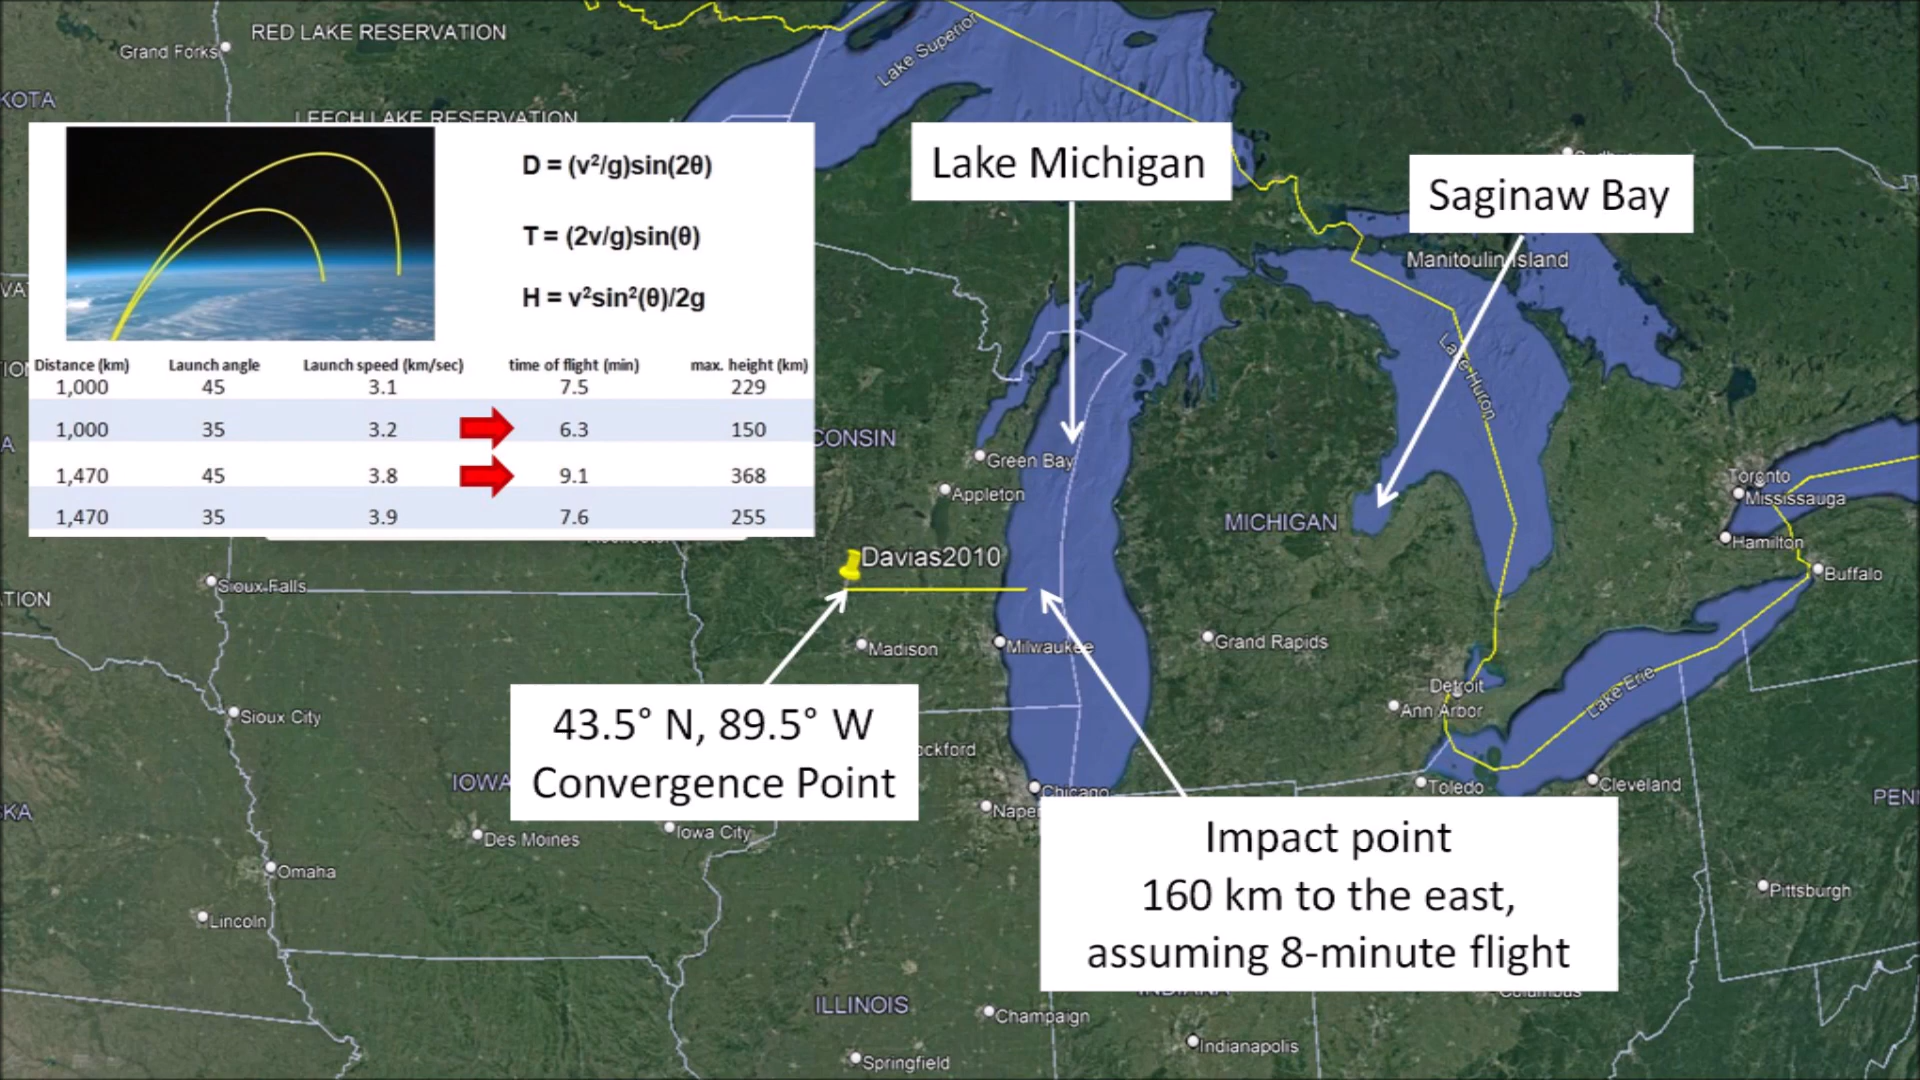 RED LAKE RESERVATION
Grand Forks
Lake Superior
KOTA
LEECH LAKE RESERVATION
D = (v²/g)sin(2θ)
T = (2v/g)sin(θ)
H = v²sin²(θ)/2g
Distance (km) Launch angle Launch speed (km/sec) time of flight (min) max. height (km)
1,000 45 3.1 7.5 229
1,000 35 3.2 6.3 150
1,470 45 3.8 9.1 368
1,470 35 3.9 7.6 255
Lake Michigan
Saginaw Bay
Manitoulin Island
Lake Huron
CONSIN
Green Bay
Appleton
MICHIGAN
Toronto
Mississauga
Hamilton
Buffalo
Davias2010
Sioux Falls
TION
Madison
Milwaukee
Grand Rapids
Detroit
Ann Arbor
Lake Erie
Sioux City
43.5° N, 89.5° W
Convergence Point
ockford
IOWA
Chicago
Naper
Toledo
Cleveland
PENN
SKA
Des Moines
Iowa City
Impact point
160 km to the east,
assuming 8-minute flight
Omaha
Lincoln
Pittsburgh
ILLINOIS
INDIANA
Columbus
Champaign
Indianapolis
Springfield